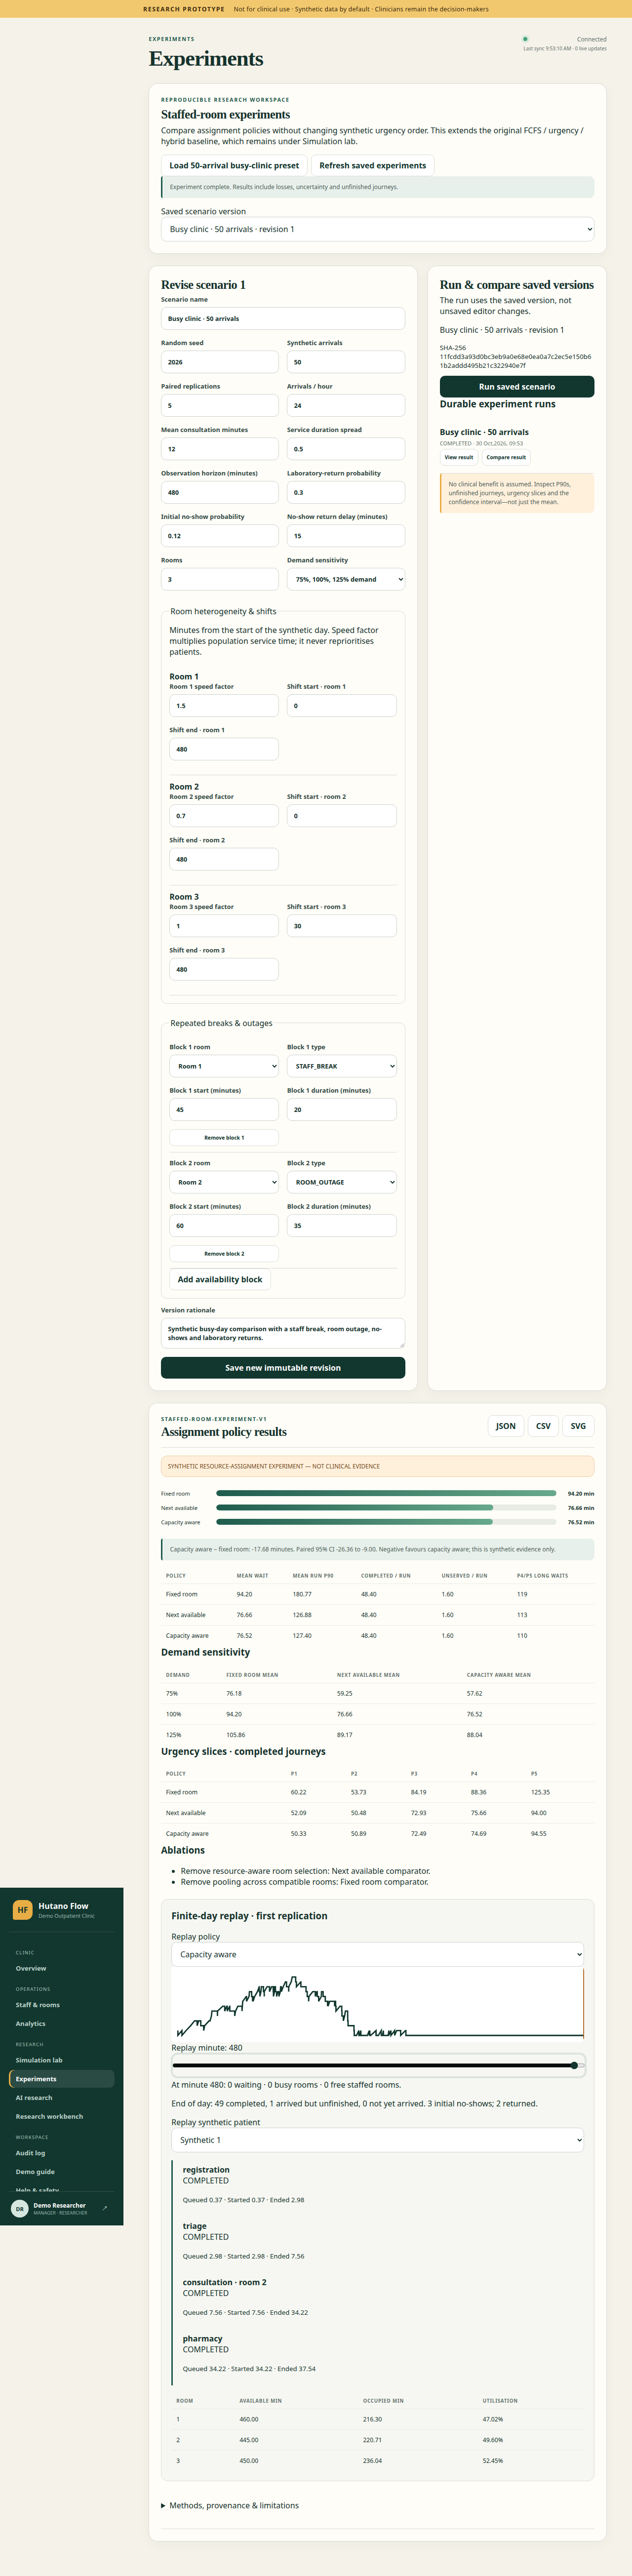 RESEARCH PROTOTYPE Not for clinical use · Synthetic data by default · Clinicians remain the decision-makers
EXPERIMENTS
Experiments
Connected
Last sync 9:53:10 AM · 0 live updates
REPRODUCIBLE RESEARCH WORKSPACE
Staffed-room experiments
Compare assignment policies without changing synthetic urgency order. This extends the original FCFS / urgency /
hybrid baseline, which remains under Simulation lab.
Load 50-arrival busy-clinic preset
Refresh saved experiments
Experiment complete. Results include losses, uncertainty and unfinished journeys.
Saved scenario version
Busy clinic · 50 arrivals · revision 1
Revise scenario 1
Scenario name
Busy clinic · 50 arrivals
Random seed
Synthetic arrivals
2026
50
Paired replications
Arrivals / hour
5
24
Mean consultation minutes
Service duration spread
12
0.5
Observation horizon (minutes)
Laboratory-return probability
480
0.3
Initial no-show probability
No-show return delay (minutes)
0.12
15
Rooms
Demand sensitivity
3
75%, 100%, 125% demand
Room heterogeneity & shifts
Minutes from the start of the synthetic day. Speed factor
multiplies population service time; it never reprioritises
patients.
Room 1
Room 1 speed factor
Shift start · room 1
1.5
0
Shift end · room 1
480
Room 2
Room 2 speed factor
Shift start · room 2
0.7
0
Shift end · room 2
480
Room 3
Room 3 speed factor
Shift start · room 3
1
30
Shift end · room 3
480
Repeated breaks & outages
Block 1 room
Block 1 type
Room 1
STAFF_BREAK
Block 1 start (minutes)
Block 1 duration (minutes)
45
20
Remove block 1
Block 2 room
Block 2 type
Room 2
ROOM_OUTAGE
Block 2 start (minutes)
Block 2 duration (minutes)
60
35
Remove block 2
Add availability block
Version rationale
Synthetic busy-day comparison with a staff break, room outage, no-
shows and laboratory returns.
Save new immutable revision
Run & compare saved versions
The run uses the saved version, not
unsaved editor changes.
Busy clinic · 50 arrivals · revision 1
SHA-256
11fcdd3a93d0bc3eb9a0e68e0ea0a7c2ec5e150b6
1b2addd495b21c322940e7f
Run saved scenario
Durable experiment runs
Busy clinic · 50 arrivals
COMPLETED · 30 Oct,2026, 09:53
View result
Compare result
No clinical benefit is assumed. Inspect P90s,
unfinished journeys, urgency slices and the
confidence interval—not just the mean.
STAFFED-ROOM-EXPERIMENT-V1
Assignment policy results
JSON
CSV
SVG
SYNTHETIC RESOURCE-ASSIGNMENT EXPERIMENT — NOT CLINICAL EVIDENCE
Fixed room 94.20 min
Next available 76.66 min
Capacity aware 76.52 min
Capacity aware – fixed room: -17.68 minutes. Paired 95% CI -26.36 to -9.00. Negative favours capacity aware; this is synthetic evidence only.
POLICY MEAN WAIT MEAN RUN P90 COMPLETED / RUN UNSERVED / RUN P4/P5 LONG WAITS
Fixed room 94.20 180.77 48.40 1.60 119
Next available 76.66 126.88 48.40 1.60 113
Capacity aware 76.52 127.40 48.40 1.60 110
Demand sensitivity
DEMAND FIXED ROOM MEAN NEXT AVAILABLE MEAN CAPACITY AWARE MEAN
75% 76.18 59.25 57.62
100% 94.20 76.66 76.52
125% 105.86 89.17 88.04
Urgency slices · completed journeys
POLICY P1 P2 P3 P4 P5
Fixed room 60.22 53.73 84.19 88.36 125.35
Next available 52.09 50.48 72.93 75.66 94.00
Capacity aware 50.33 50.89 72.49 74.69 94.55
Ablations
• Remove resource-aware room selection: Next available comparator.
• Remove pooling across compatible rooms: Fixed room comparator.
Finite-day replay · first replication
Replay policy
Capacity aware
Replay minute: 480
At minute 480: 0 waiting · 0 busy rooms · 0 free staffed rooms.
End of day: 49 completed, 1 arrived but unfinished, 0 not yet arrived. 3 initial no-shows; 2 returned.
Replay synthetic patient
Synthetic 1
registration
COMPLETED
Queued 0.37 · Started 0.37 · Ended 2.98
triage
COMPLETED
Queued 2.98 · Started 2.98 · Ended 7.56
consultation · room 2
COMPLETED
Queued 7.56 · Started 7.56 · Ended 34.22
pharmacy
COMPLETED
Queued 34.22 · Started 34.22 · Ended 37.54
ROOM AVAILABLE MIN OCCUPIED MIN UTILISATION
1 460.00 216.30 47.02%
2 445.00 220.71 49.60%
3 450.00 236.04 52.45%
Methods, provenance & limitations
HF
Hutano Flow
Demo Outpatient Clinic
CLINIC
Overview
OPERATIONS
Staff & rooms
Analytics
RESEARCH
Simulation lab
Experiments
AI research
Research workbench
WORKSPACE
Audit log
Demo guide
Help & safety
DR
Demo Researcher
MANAGER · RESEARCHER
↗